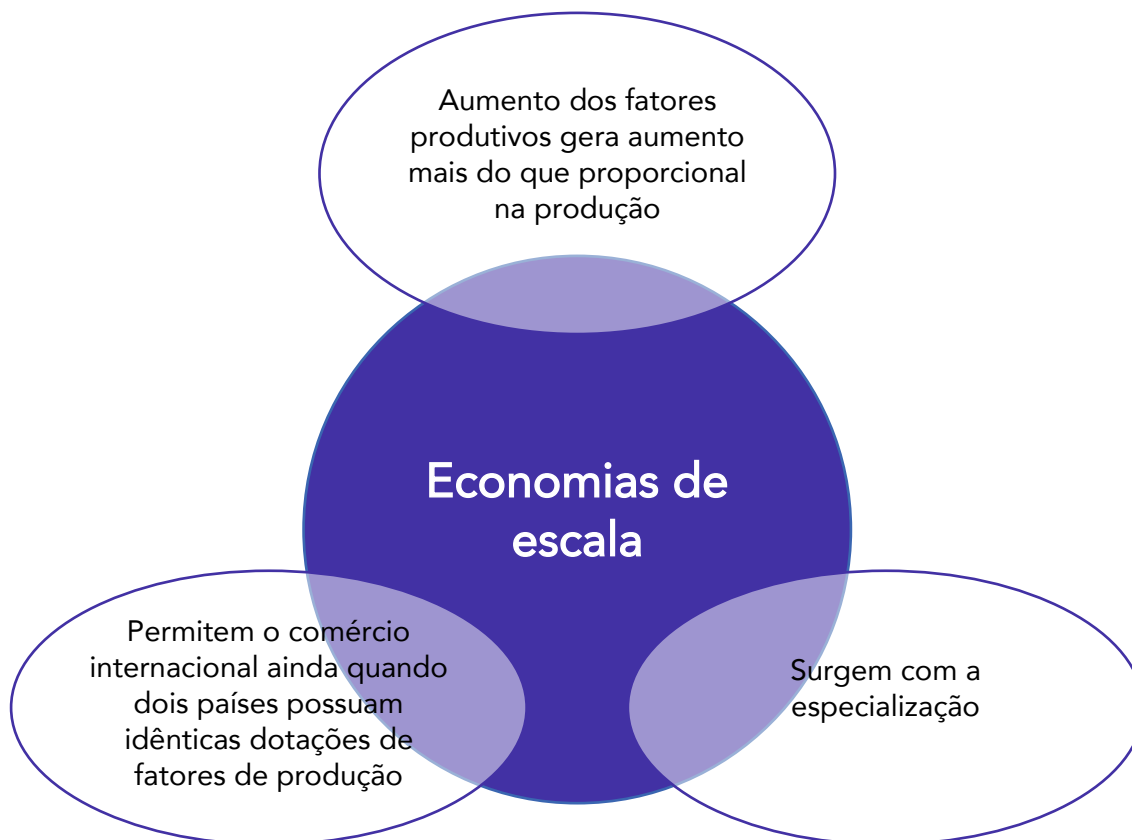 Aumento dos fatores
produtivos gera aumento
mais do que proporcional
na produção
Economias de
escala
Permitem o comércio
internacional ainda quando
dois países possuam
idênticas dotações de
fatores de produção
Surgem com a
especialização